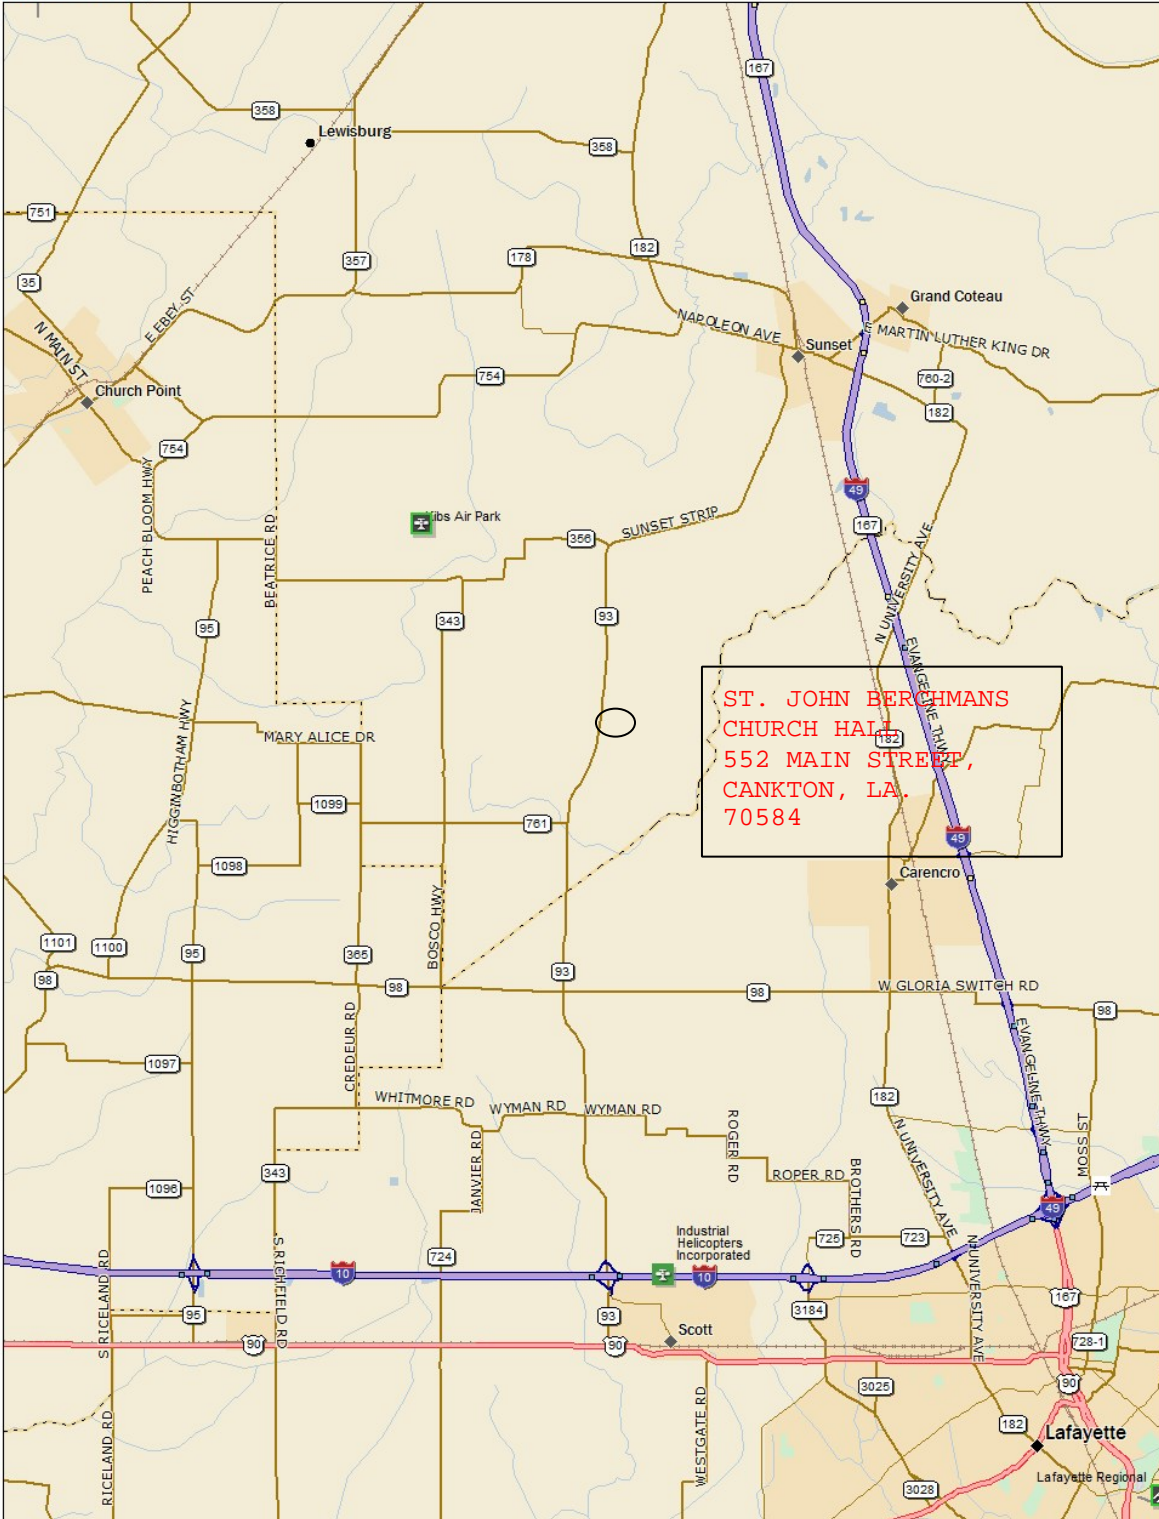 167
358
Lewisburg
358
751
182
357
178
35
Grand Coteau
N MAIN ST
E EBEY ST
NAPOLEON AVE
E MARTIN LUTHER KING DR
Sunset
754
760-2
Church Point
182
754
PEACH BLOOM HWY
49
ibs Air Park
BEATRICE RD
SUNSET STRIP
167
356
N UNIVERSITY AVE
93
343
95
EVANGELINE THWY
ST. JOHN BERCHMANS
CHURCH HALL
552 MAIN STREET,
CANKTON, LA.
70584
182
HIGGINBOTHAM HWY
MARY ALICE DR
1099
761
49
1098
Carencro
BOSCO HWY
1101
1100
95
365
93
98
98
98
W GLORIA SWITCH RD
98
CREDEUR RD
EVANGELINE THWY
1097
WHITMORE RD
WYMAN RD
WYMAN RD
182
ROGER RD
N UNIVERSITY AVE
MOSS ST
JANVIER RD
343
ROPER RD
BROTHERS RD
1096
49
Industrial
Helicopters
Incorporated
725
723
724
S RICELAND RD
S RICHFIELD RD
10
10
N UNIVERSITY AVE
167
95
93
3184
Scott
90
90
728-1
90
3025
RICELAND RD
WESTGATE RD
182
Lafayette
Lafayette Regional
3028